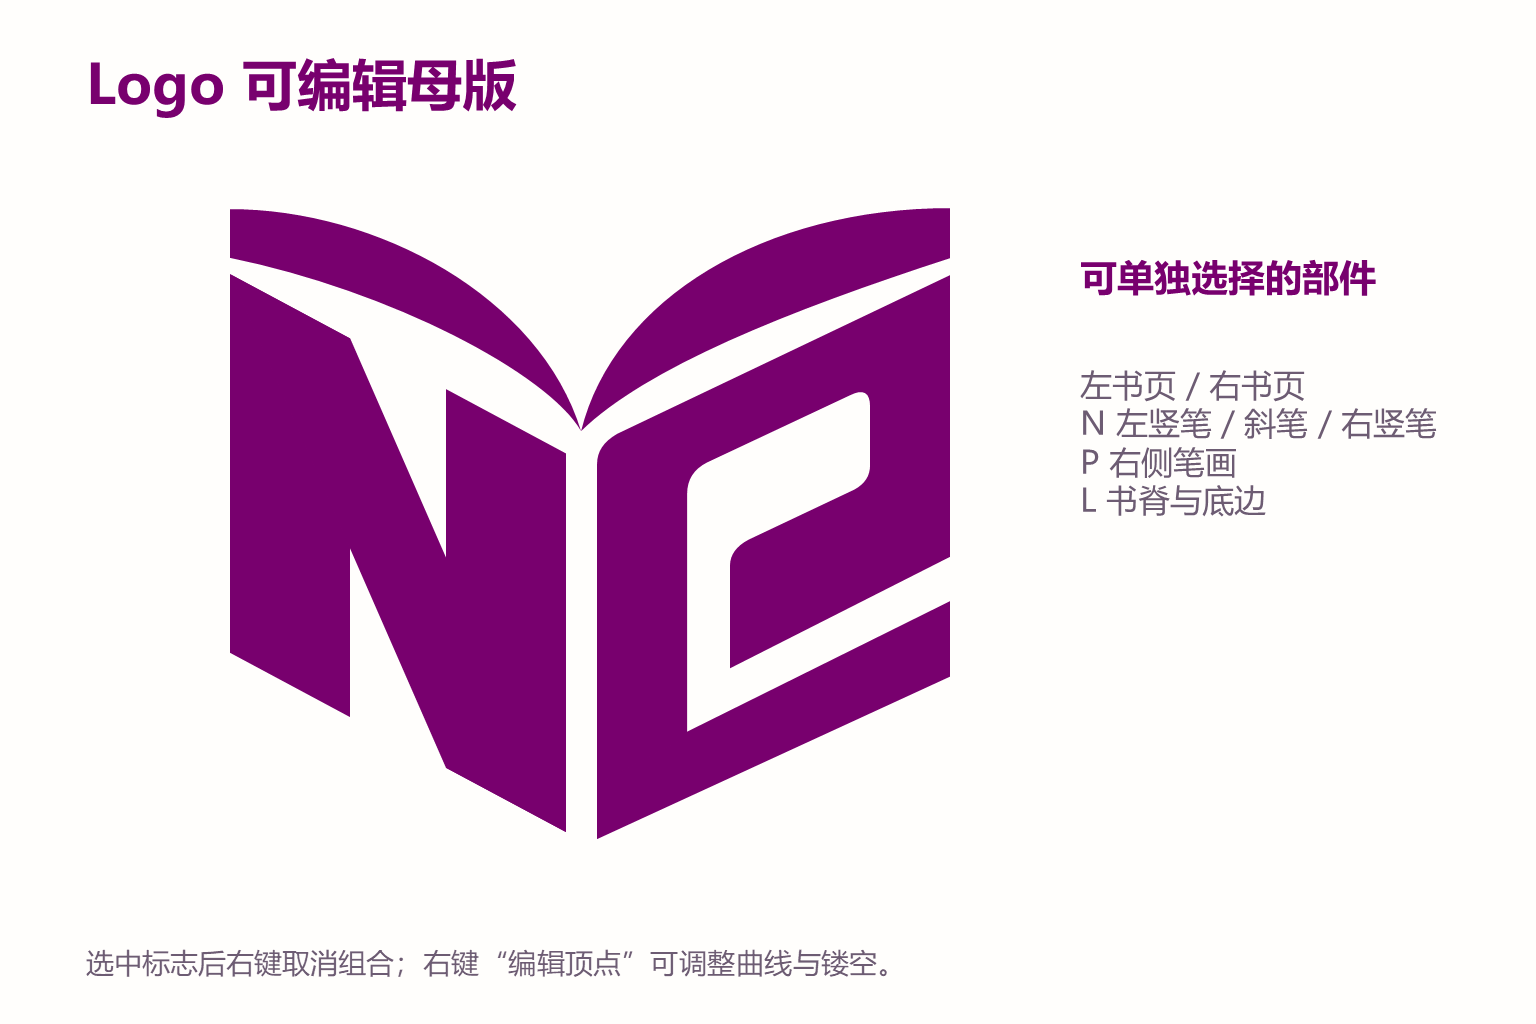 Logo 可编辑母版
可单独选择的部件
左书页 / 右书页
N 左竖笔 / 斜笔 / 右竖笔
P 右侧笔画
L 书脊与底边
选中标志后右键取消组合；右键“编辑顶点”可调整曲线与镂空。